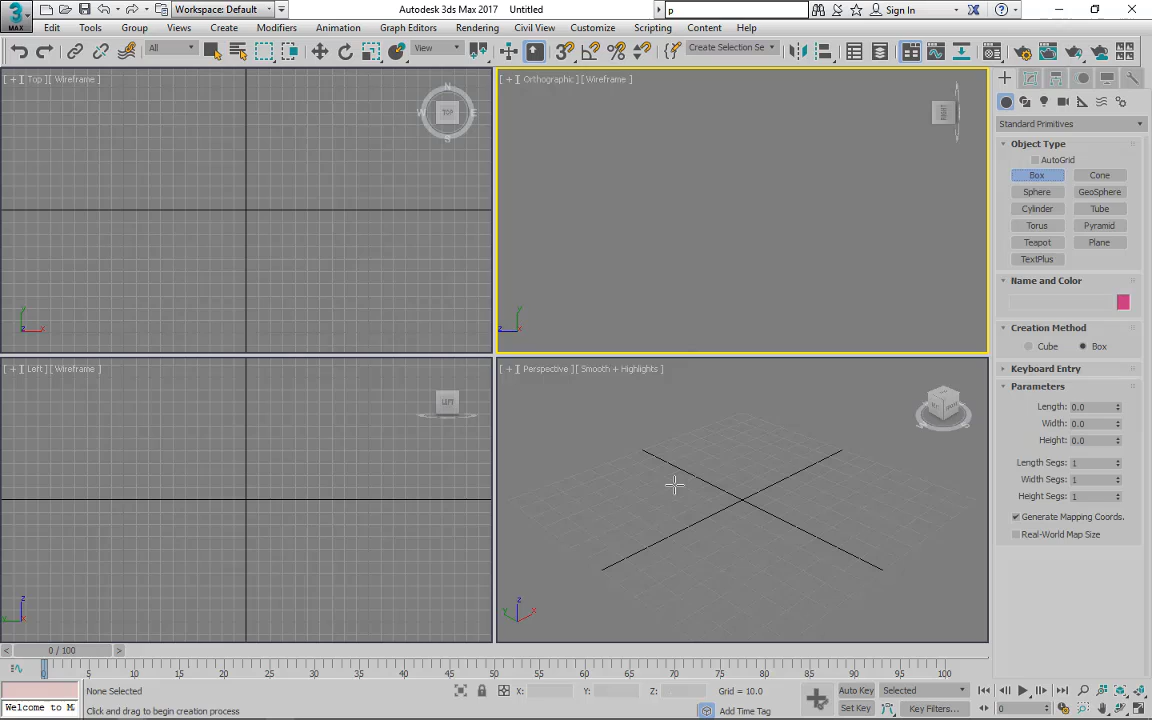 Workspace: Default
Autodesk 3ds Max 2017 Untitled
p
Sign In
MAX
Edit Tools Group Views Create Modifiers Animation Graph Editors Rendering Civil View Customize Scripting Content Help
All
View
Create Selection Se
[ + ][ Top ][ Wireframe ]
N
W TOP E
S
[ + ][ Orthographic ][ Wireframe ]
RIGHT
y
z x
y
z x
[ + ][ Left ][ Wireframe ]
LEFT
z
y x
[ + ][ Perspective ][ Smooth + Highlights ]
z
y x
Standard Primitives
Object Type
AutoGrid
Box Cone
Sphere GeoSphere
Cylinder Tube
Torus Pyramid
Teapot Plane
TextPlus
Name and Color
Creation Method
Cube Box
Keyboard Entry
Parameters
Length: 0.0
Width: 0.0
Height: 0.0
Length Segs: 1
Width Segs: 1
Height Segs: 1
Generate Mapping Coords.
Real-World Map Size
< 0 / 100 >
0 5 10 15 20 25 30 35 40 45 50 55 60 65 70 75 80 85 90 95 100
None Selected
X: Y: Z: Grid = 10.0
Auto Key Selected
Welcome to M
Click and drag to begin creation process
Add Time Tag
Set Key Key Filters...
0